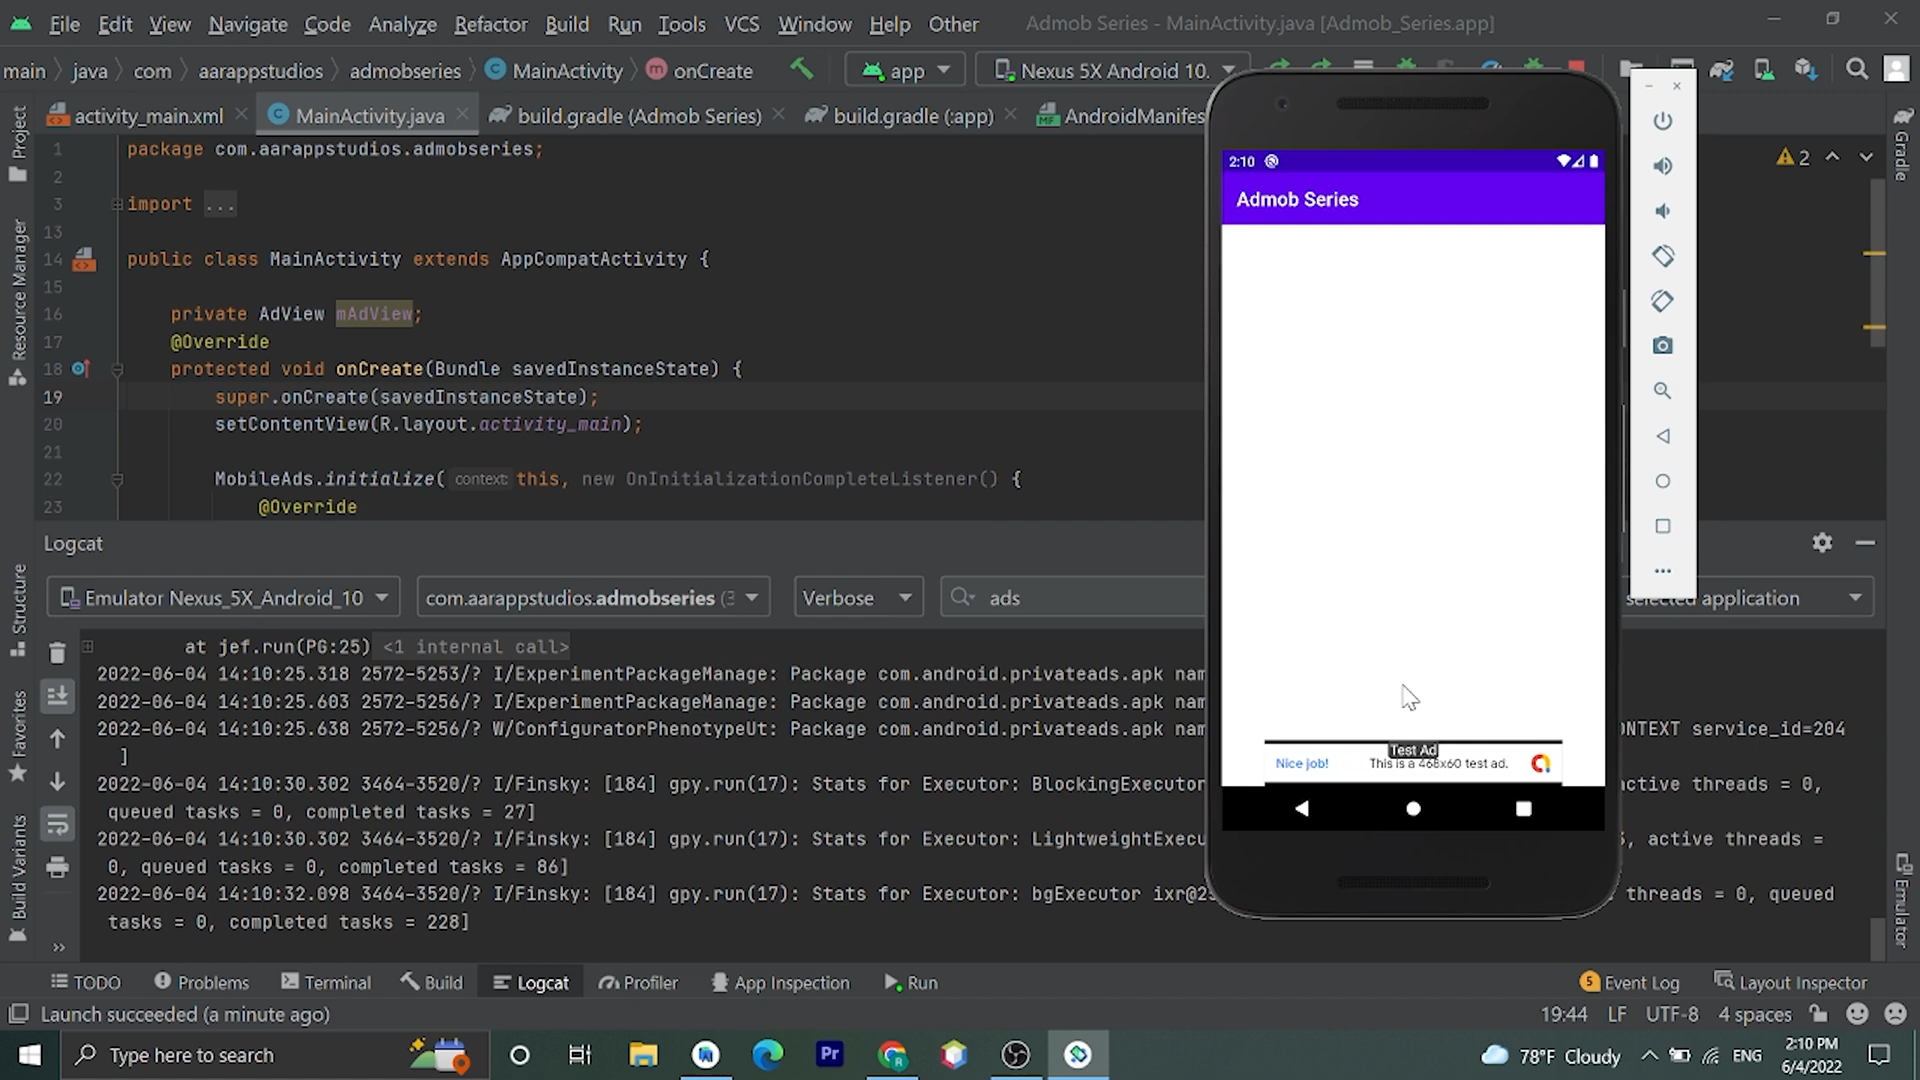 File Edit View Navigate Code Analyze Refactor Build Run Tools VCS Window Help Other Admob Series - MainActivity.java [Admob_Series.app]
main java com aarappstudios admobseries MainActivity onCreate app Nexus 5X Android 10.
activity_main.xml MainActivity.java build.gradle (Admob Series) build.gradle (:app) AndroidManifes
Project
Resource Manager
Structure
Favorites
Build Variants
1 package com.aarappstudios.admobseries;
2
3 import ...
13
14 public class MainActivity extends AppCompatActivity {
15
16 private AdView mAdView;
17 @Override
18 protected void onCreate(Bundle savedInstanceState) {
19 super.onCreate(savedInstanceState);
20 setContentView(R.layout.activity_main);
21
22 MobileAds.initialize( context: this, new OnInitializationCompleteListener() {
23 @Override
2
Gradle
Emulator
2:10
Admob Series
Test Ad
Nice job! This is a 468x60 test ad.
Logcat
Emulator Nexus_5X_Android_10 com.aarappstudios.admobseries (3 Verbose ads selected application
at jef.run(PG:25) <1 internal call>
2022-06-04 14:10:25.318 2572-5253/? I/ExperimentPackageManage: Package com.android.privateads.apk nam
2022-06-04 14:10:25.603 2572-5256/? I/ExperimentPackageManage: Package com.android.privateads.apk nam
2022-06-04 14:10:25.638 2572-5256/? W/ConfiguratorPhenotypeUt: Package com.android.privateads.apk nam NTEXT service_id=204
]
2022-06-04 14:10:30.302 3464-3520/? I/Finsky: [184] gpy.run(17): Stats for Executor: BlockingExecutor active threads = 0,
queued tasks = 0, completed tasks = 27]
2022-06-04 14:10:30.302 3464-3520/? I/Finsky: [184] gpy.run(17): Stats for Executor: LightweightExecu , active threads =
0, queued tasks = 0, completed tasks = 86]
2022-06-04 14:10:32.098 3464-3520/? I/Finsky: [184] gpy.run(17): Stats for Executor: bgExecutor ixr@2 threads = 0, queued
tasks = 0, completed tasks = 228]
TODO Problems Terminal Build Logcat Profiler App Inspection Run 5 Event Log Layout Inspector
Launch succeeded (a minute ago) 19:44 LF UTF-8 4 spaces
Type here to search Pr 78°F Cloudy ENG 2:10 PM
6/4/2022